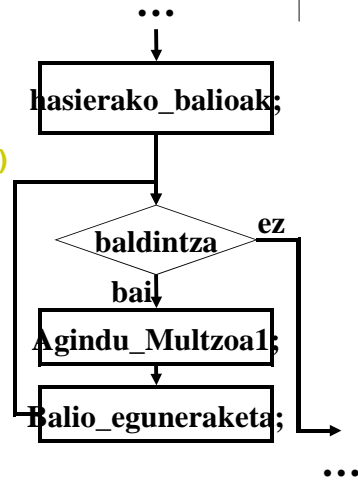 ...
hasierako_balioak;
)
baldintza
ez
bai
Agindu_Multzoa1;
Balio_eguneraketa;
...